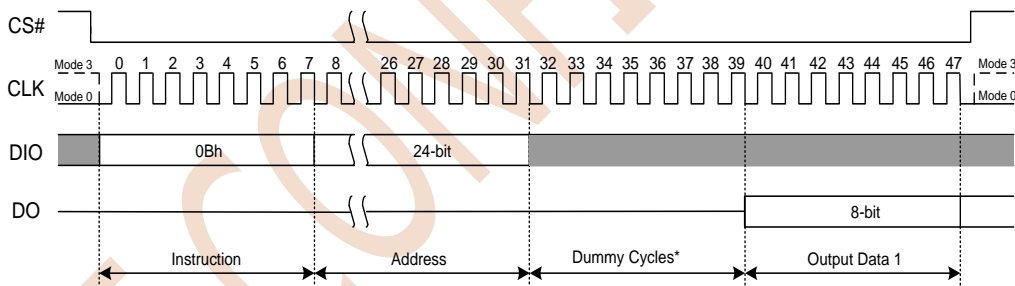 CS#
Mode 3 0 1 2 3 4 5 6 7 8 26 27 28 29 30 31 32 33 34 35 36 37 38 39 40 41 42 43 44 45 46 47 Mode 3
CLK
Mode 0 Mode 0
DIO 0Bh 24-bit
DO 8-bit
Instruction Address Dummy Cycles* Output Data 1